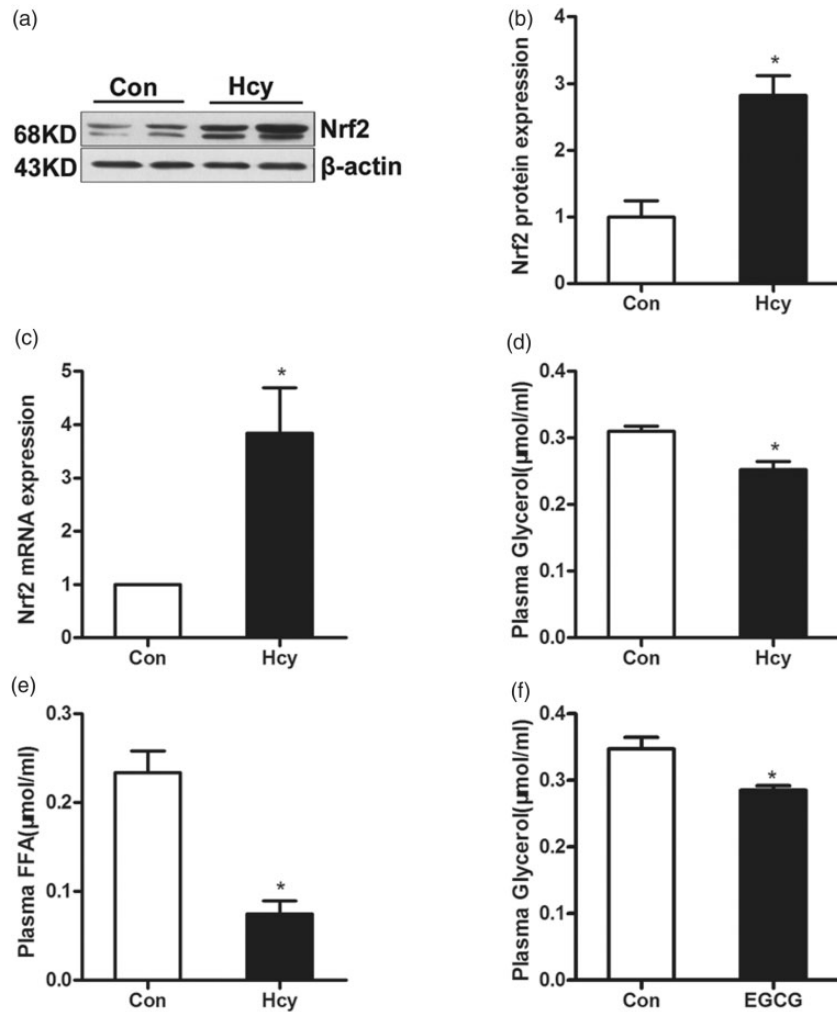 (a)
Con Hcy
68KD Nrf2
43KD β-actin
(b)
Nrf2 protein expression
4
3
2
1
0
*
Con Hcy
(c)
Nrf2 mRNA expression
5
4
3
2
1
0
*
Con Hcy
(d)
Plasma Glycerol(μmol/ml)
0.4
0.3
0.2
0.1
0.0
*
Con Hcy
(e)
Plasma FFA(μmol/ml)
0.3
0.2
0.1
0.0
*
Con Hcy
(f)
Plasma Glycerol(μmol/ml)
0.4
0.3
0.2
0.1
0.0
*
Con EGCG